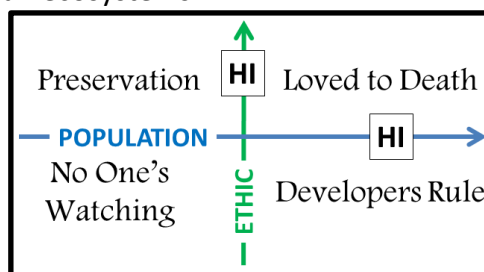 Preservation
HI
Loved to Death
POPULATION
HI
No One's
Watching
ETHIC
Developers Rule